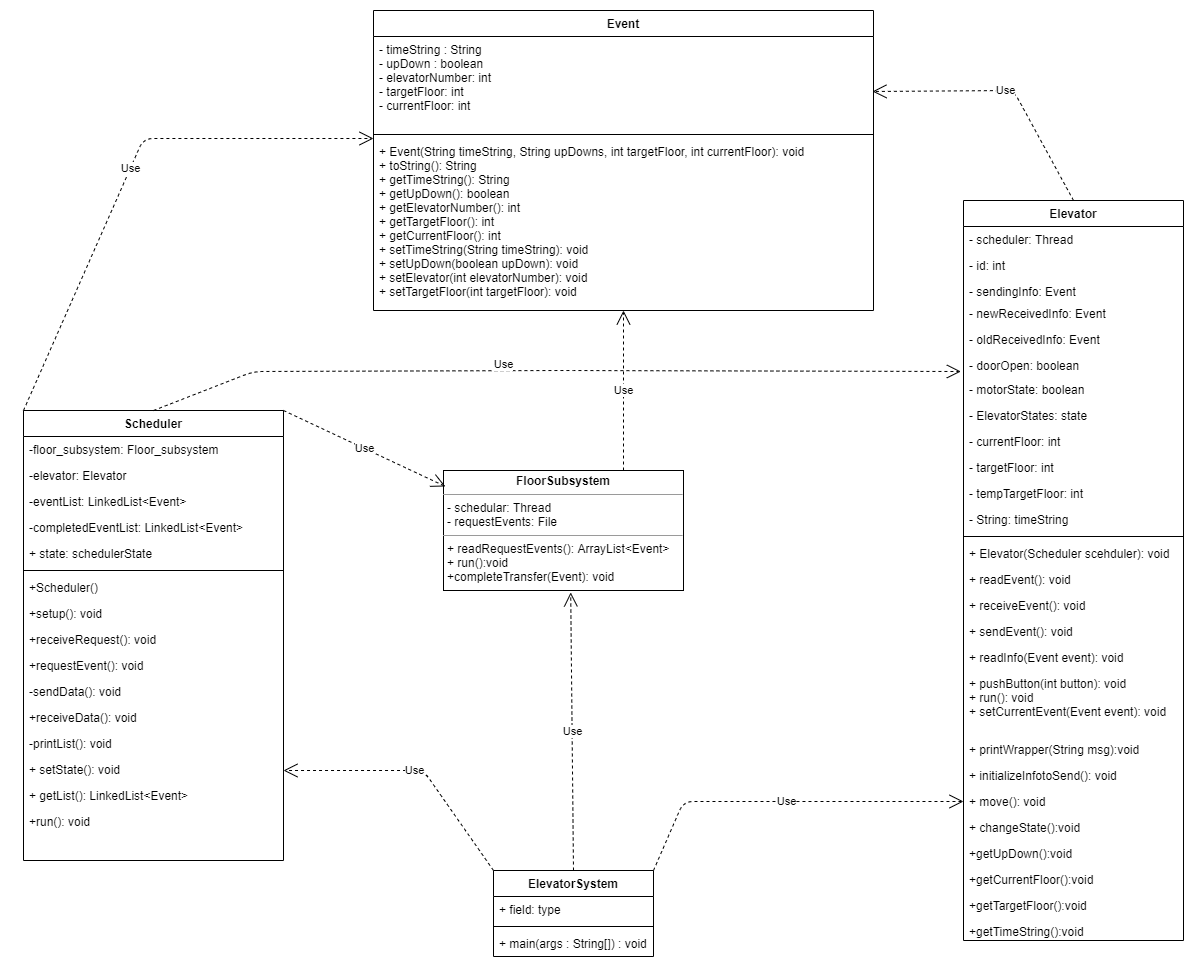 Event
- timeString : String
- upDown : boolean
- elevatorNumber: int
- targetFloor: int
- currentFloor: int
+ Event(String timeString, String upDowns, int targetFloor, int currentFloor): void
+ toString(): String
+ getTimeString(): String
+ getUpDown(): boolean
+ getElevatorNumber(): int
+ getTargetFloor(): int
+ getCurrentFloor(): int
+ setTimeString(String timeString): void
+ setUpDown(boolean upDown): void
+ setElevator(int elevatorNumber): void
+ setTargetFloor(int targetFloor): void
Use
Use
Use
Use
Use
Scheduler
-floor_subsystem: Floor_subsystem
-elevator: Elevator
-eventList: LinkedList<Event>
-completedEventList: LinkedList<Event>
+ state: schedulerState
+Scheduler()
+setup(): void
+receiveRequest(): void
+requestEvent(): void
-sendData(): void
+receiveData(): void
-printList(): void
+ setState(): void
+ getList(): LinkedList<Event>
+run(): void
FloorSubsystem
- schedular: Thread
- requestEvents: File
+ readRequestEvents(): ArrayList<Event>
+ run():void
+completeTransfer(Event): void
Elevator
- scheduler: Thread
- id: int
- sendingInfo: Event
- newReceivedInfo: Event
- oldReceivedInfo: Event
- doorOpen: boolean
- motorState: boolean
- ElevatorStates: state
- currentFloor: int
- targetFloor: int
- tempTargetFloor: int
- String: timeString
+ Elevator(Scheduler scehduler): void
+ readEvent(): void
+ receiveEvent(): void
+ sendEvent(): void
+ readInfo(Event event): void
+ pushButton(int button): void
+ run(): void
+ setCurrentEvent(Event event): void
+ printWrapper(String msg):void
+ initializeInfotoSend(): void
+ move(): void
+ changeState():void
+getUpDown():void
+getCurrentFloor():void
+getTargetFloor():void
+getTimeString():void
Use
Use
Use
ElevatorSystem
+ field: type
+ main(args : String[]) : void